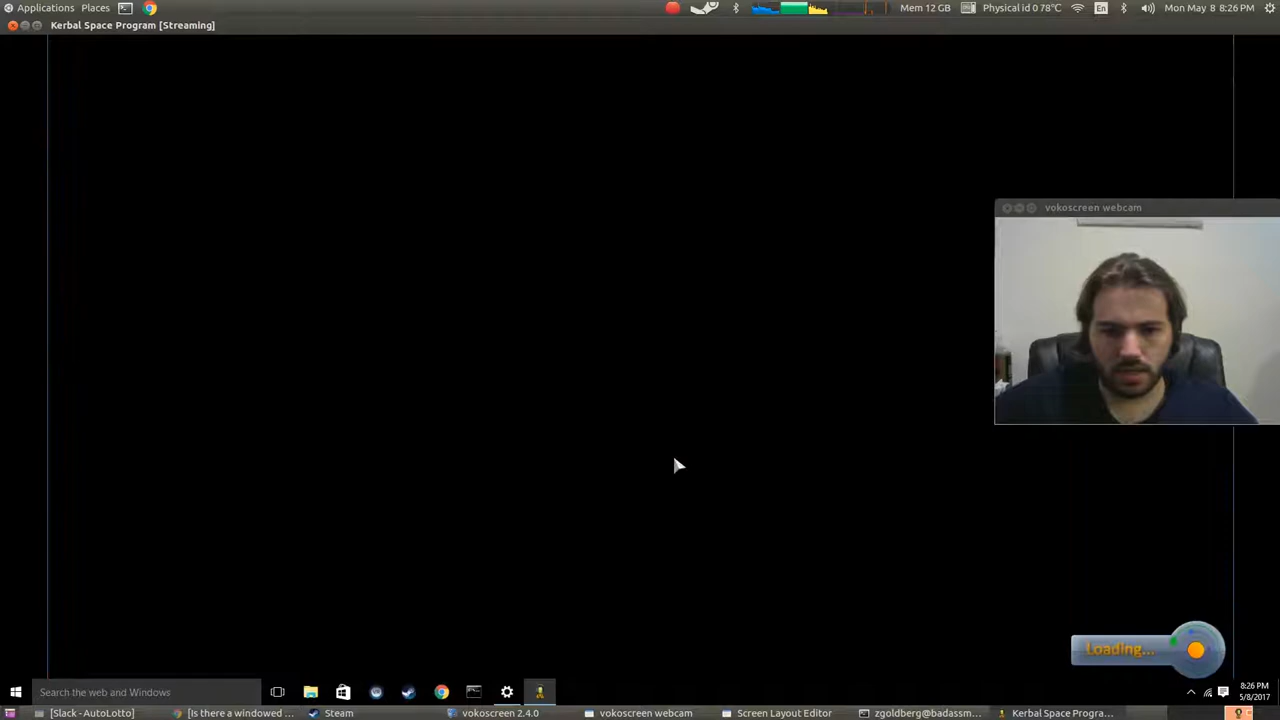 Applications Places Mem 12 GB Physical id 0 78°C En Mon May 8 8:26 PM
Kerbal Space Program [Streaming]
vokoscreen webcam
Loading...
Search the web and Windows
8:26 PM
5/8/2017
[Slack - AutoLotto] [Is there a windowed ... Steam vokoscreen 2.4.0 vokoscreen webcam Screen Layout Editor zgoldberg@badassm... Kerbal Space Progra...